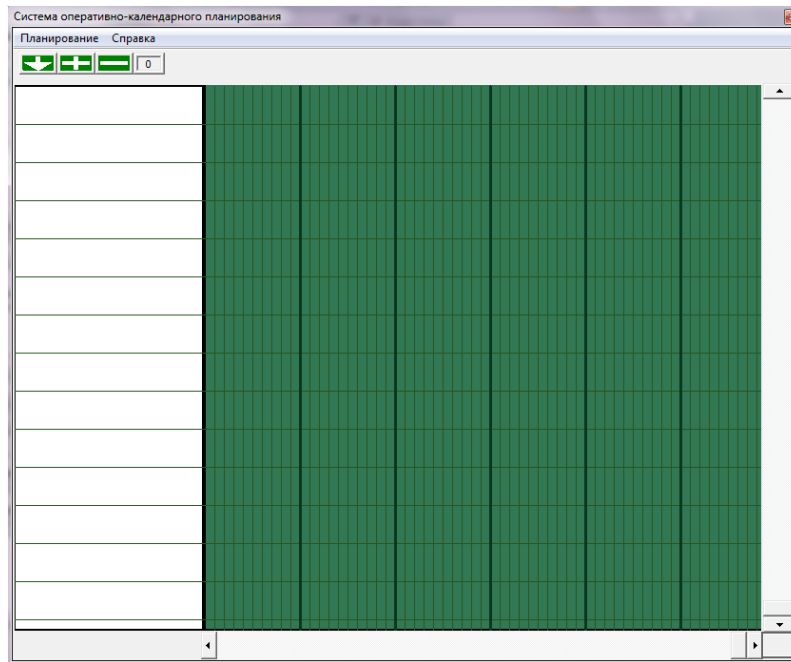 Система оперативно-календарного планирования
Планирование Справка
0